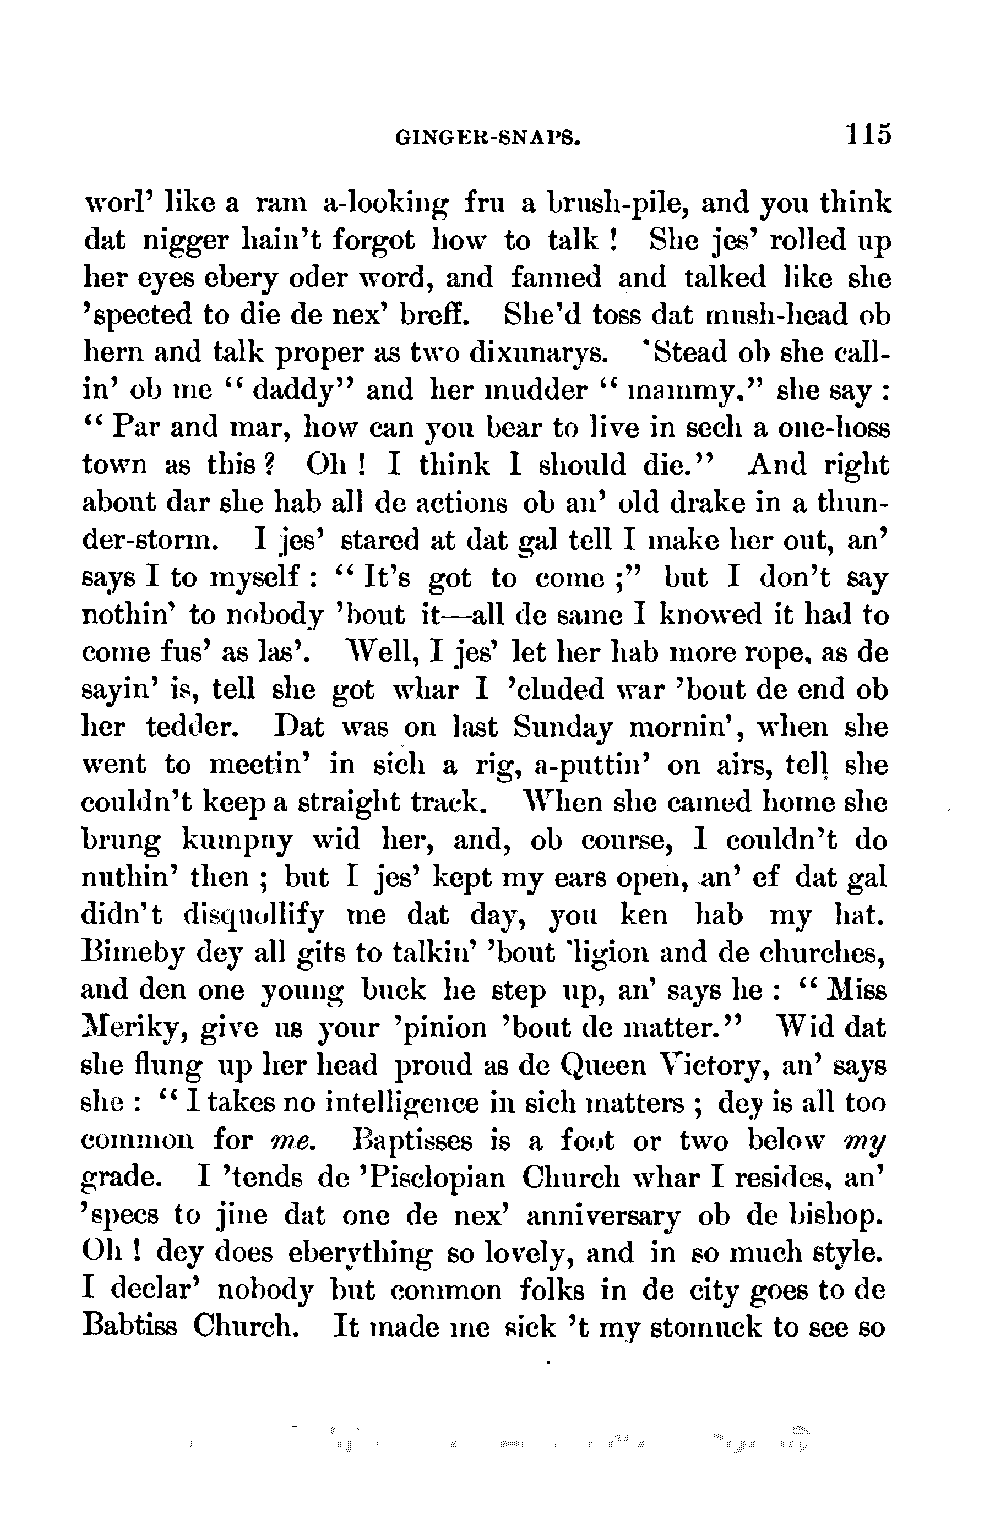 GINGER-SNAPS. 115
worl' like a ram a-looking fru a brush-pile, and you think
dat nigger hain't forgot how to talk ! She jes' rolled up
her eyes ebery oder word, and fanned and talked like she
'spected to die de nex' breff. She'd toss dat mush-head ob
hern and talk proper as two dixunarys. 'Stead ob she call-
in' ob me “ daddy” and her mudder “ mammy,” she say :
“ Par and mar, how can you bear to live in sech a one-hoss
town as this ? Oh ! I think I should die.” And right
about dar she hab all de actions ob an' old drake in a thun-
der-storm. I jes' stared at dat gal tell I make her out, an'
says I to myself : “ It's got to come ;” but I don't say
nothin' to nobody 'bout it—all de same I knowed it had to
come fus' as las'. Well, I jes' let her hab more rope, as de
sayin' is, tell she got whar I 'cluded war 'bout de end ob
her tedder. Dat was on last Sunday mornin', when she
went to meetin' in sich a rig, a-puttin' on airs, tell she
couldn't keep a straight track. When she camed home she
brung kumpny wid her, and, ob course, I couldn't do
nuthin' then ; but I jes' kept my ears open, an' ef dat gal
didn't disquollify me dat day, you ken hab my hat.
Bimeby dey all gits to talkin' 'bout 'ligion and de churches,
and den one young buck he step up, an' says he : “ Miss
Meriky, give us your 'pinion 'bout de matter.” Wid dat
she flung up her head proud as de Queen Victory, an' says
she : “ I takes no intelligence in sich matters ; dey is all too
common for me. Baptisses is a foot or two below my
grade. I 'tends de 'Pisclopian Church whar I resides, an'
'specs to jine dat one de nex' anniversary ob de bishop.
Oh ! dey does eberything so lovely, and in so much style.
I declar' nobody but common folks in de city goes to de
Babtiss Church. It made me sick 't my stomuck to see so